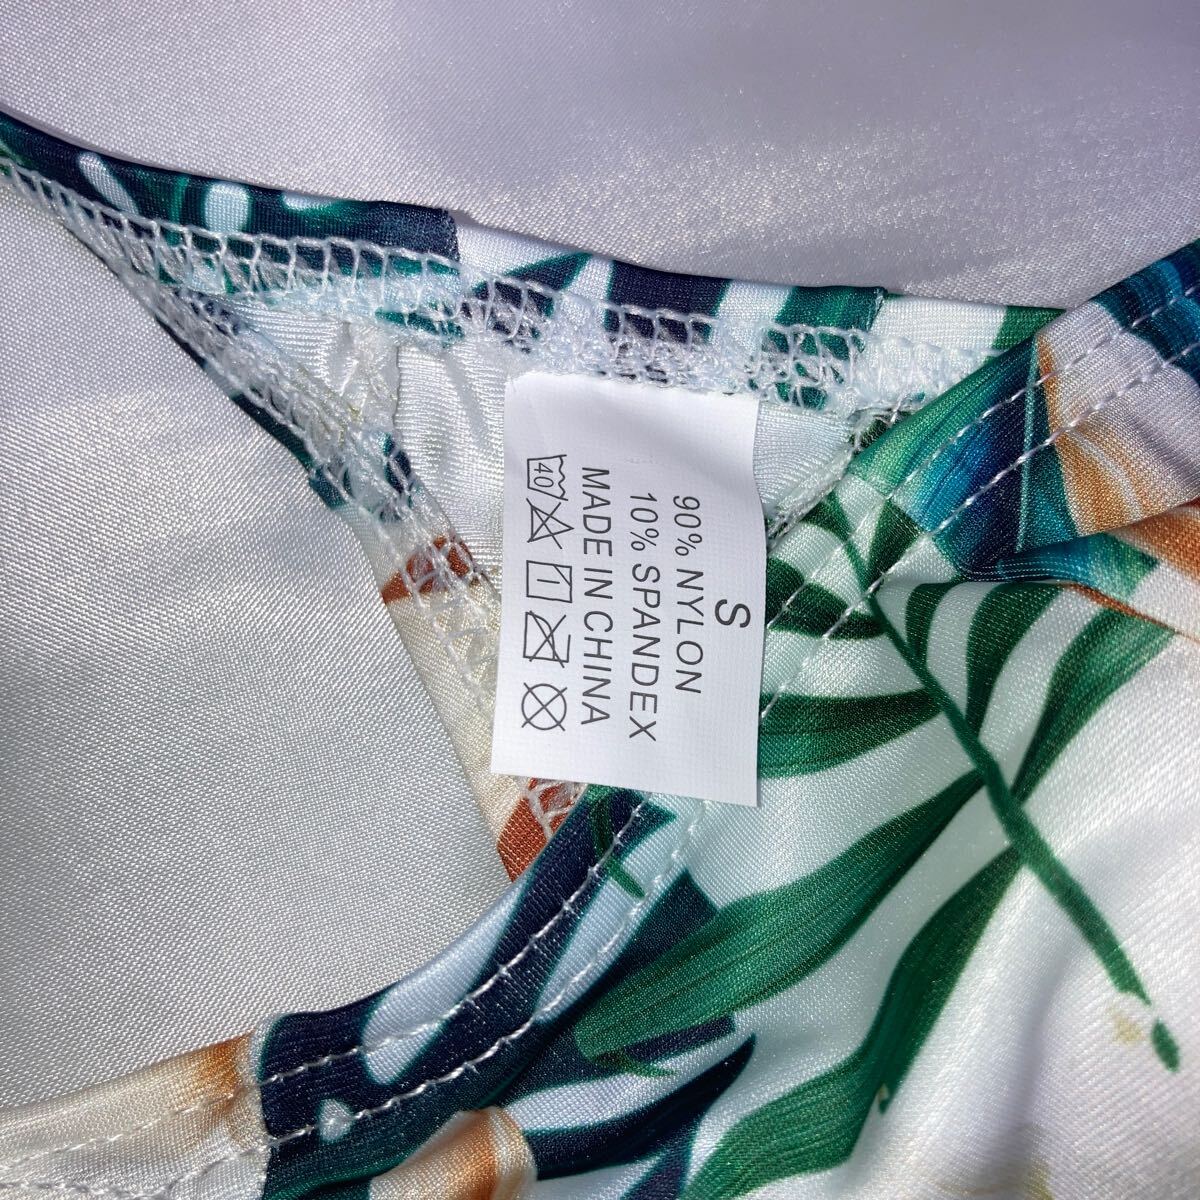 S
90% NYLON
10% SPANDEX
MADE IN CHINA
40